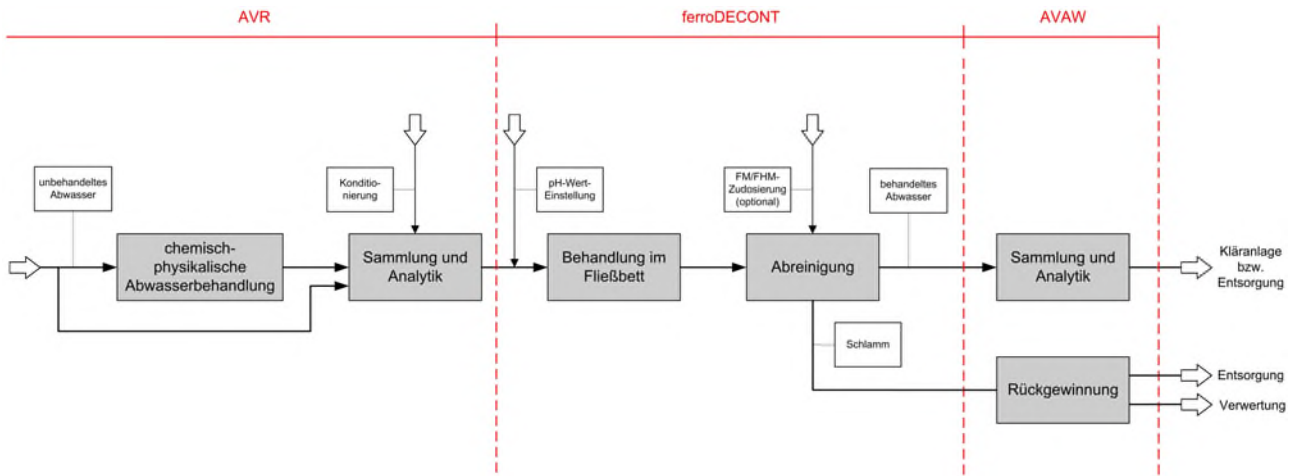 AVR
ferroDECONT
AVAW
unbehandeltes
Abwasser
Konditio-
nierung
pH-Wert-
Einstellung
FM/FHM-
Zudosierung
(optional)
behandeltes
Abwasser
chemisch-
physikalische
Abwasserbehandlung
Sammlung und
Analytik
Behandlung im
Fließbett
Abreinigung
Sammlung und
Analytik
Kläranlage
bzw.
Entsorgung
Schlamm
Rückgewinnung
Entsorgung
Verwertung